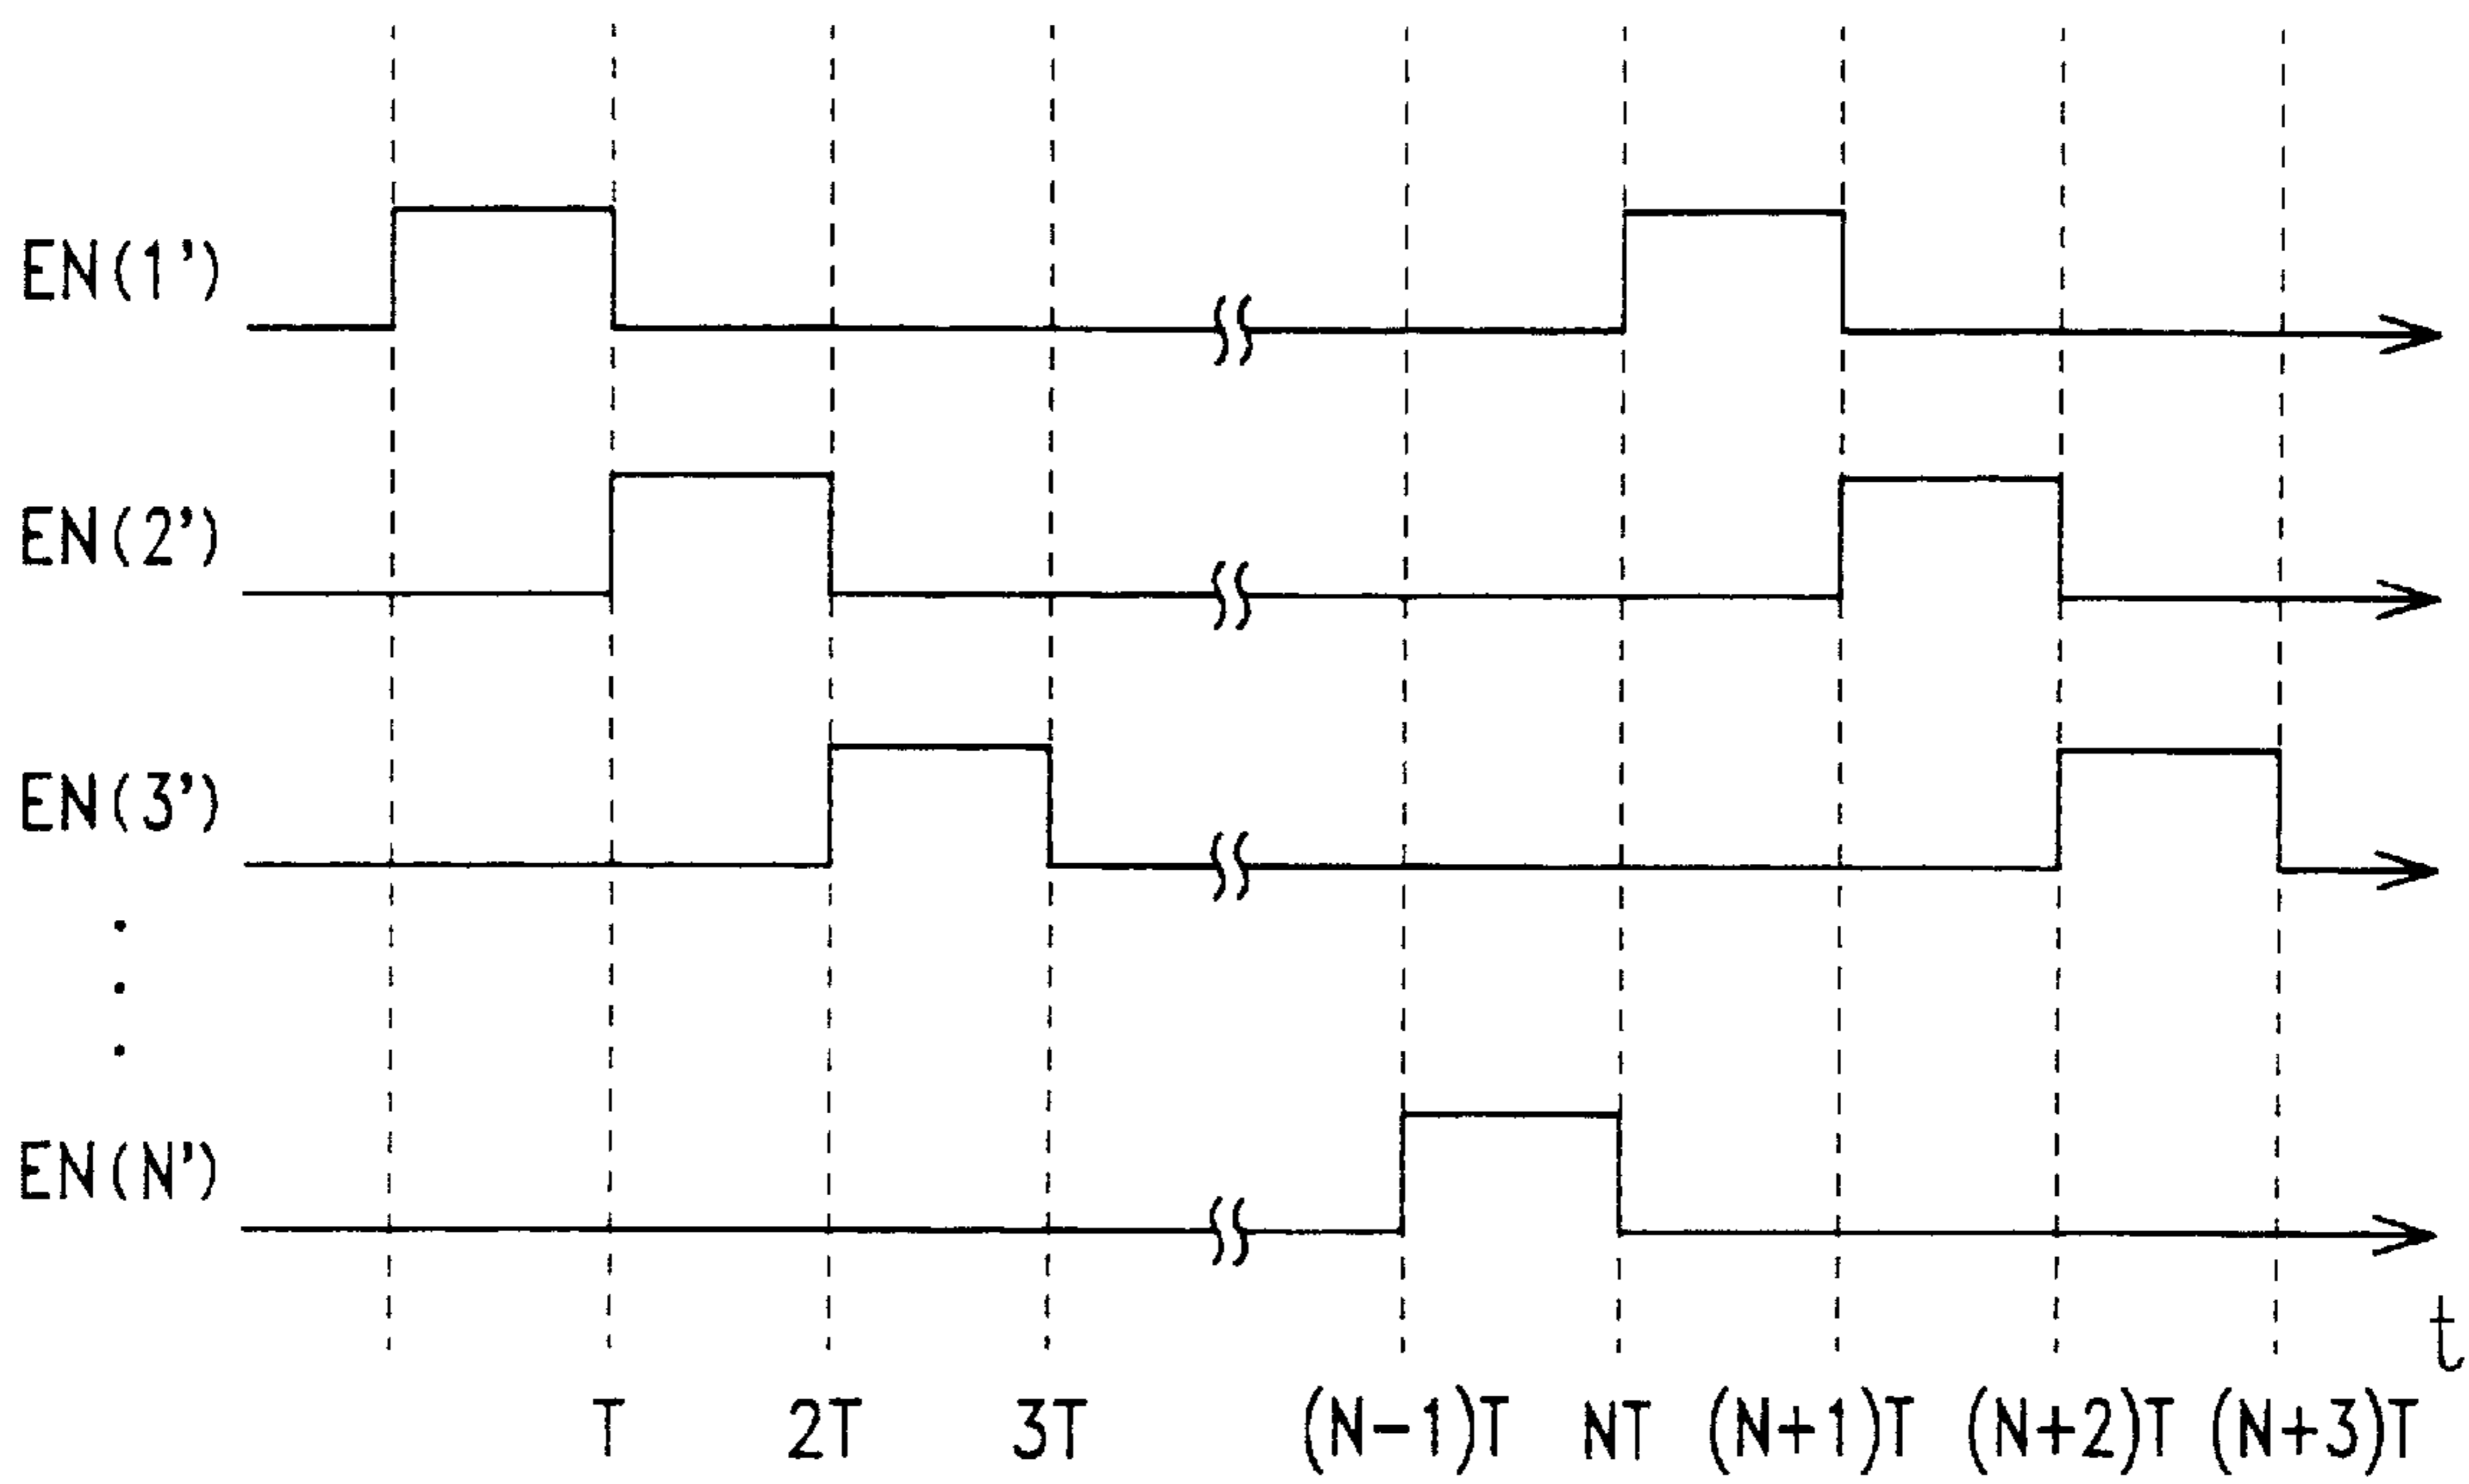 EN(1')
EN(2')
EN(3')
EN(N')
t
T 2T 3T (N-1)T NT (N+1)T (N+2)T (N+3)T